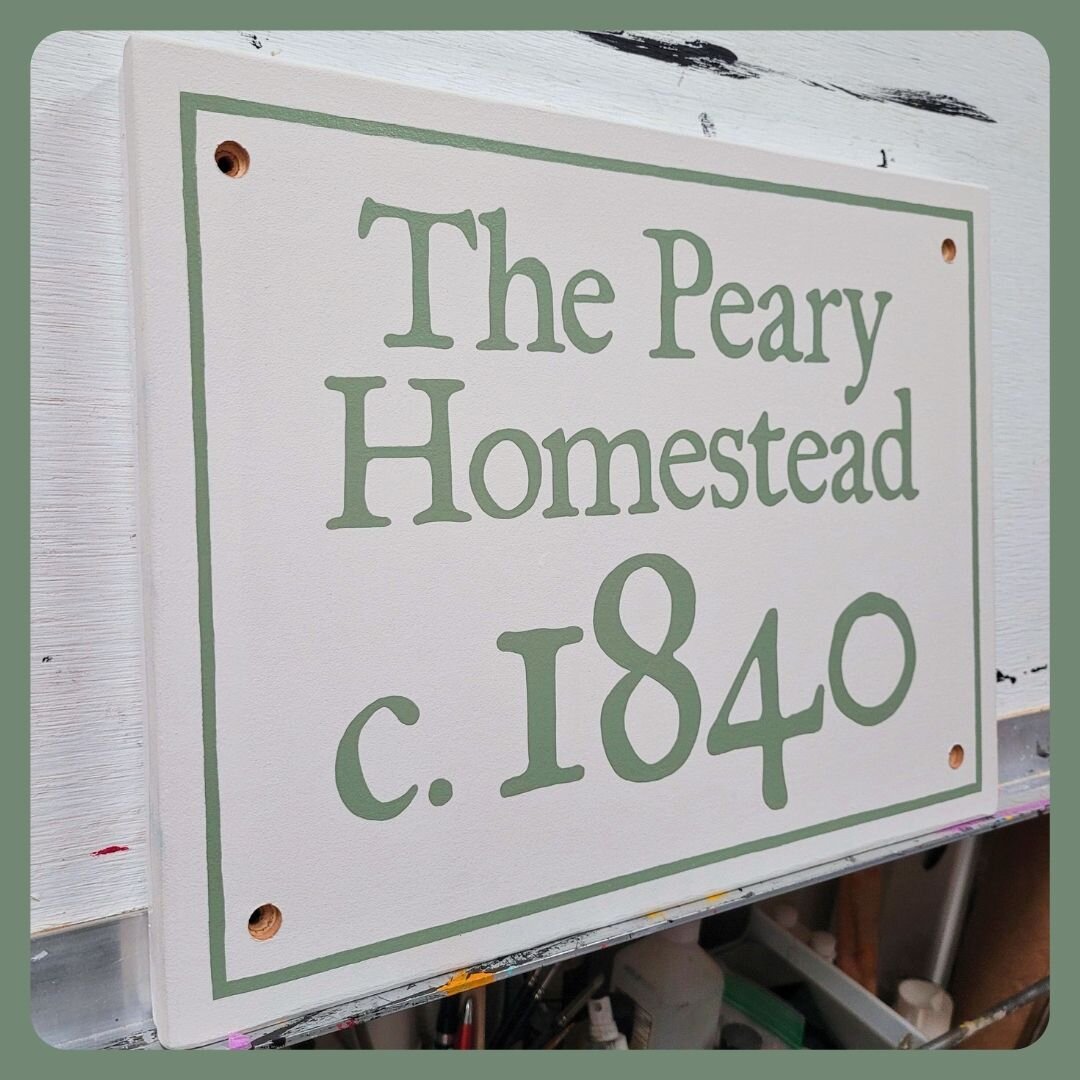 The Peary
Homestead
c. 1840